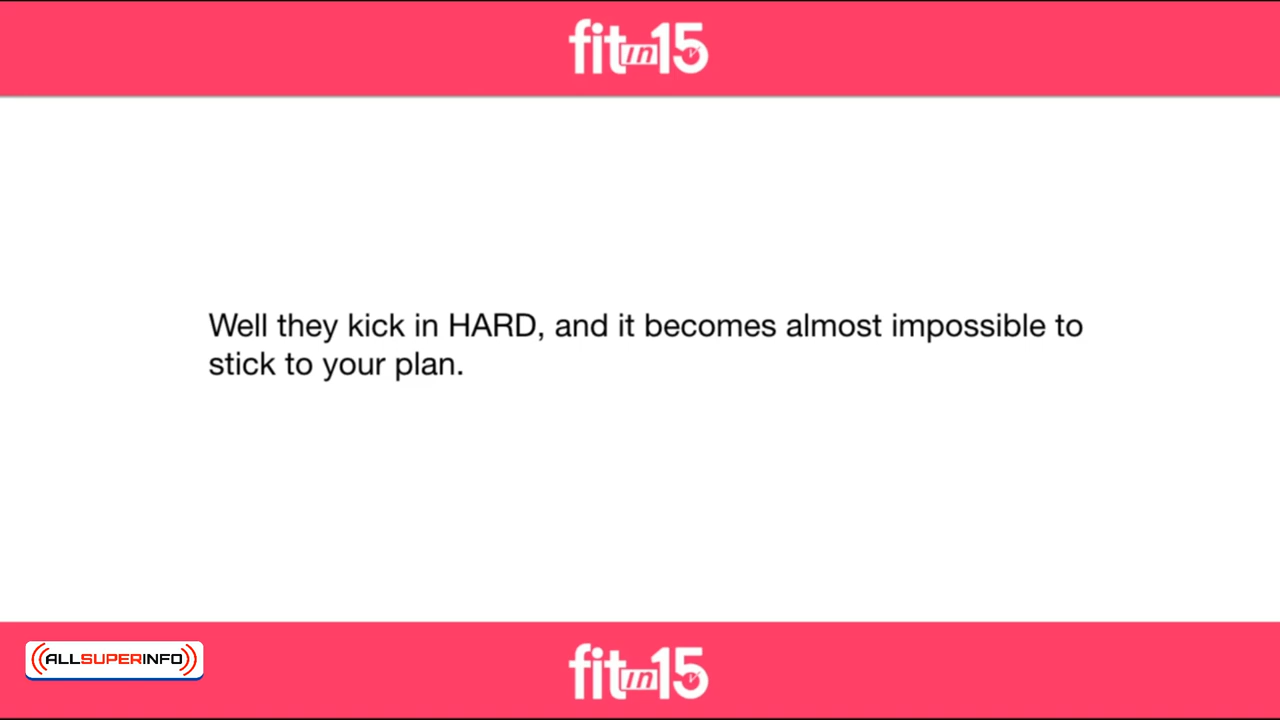 fit in 15
Well they kick in HARD, and it becomes almost impossible to
stick to your plan.
ALLSUPERINFO
fit in 15